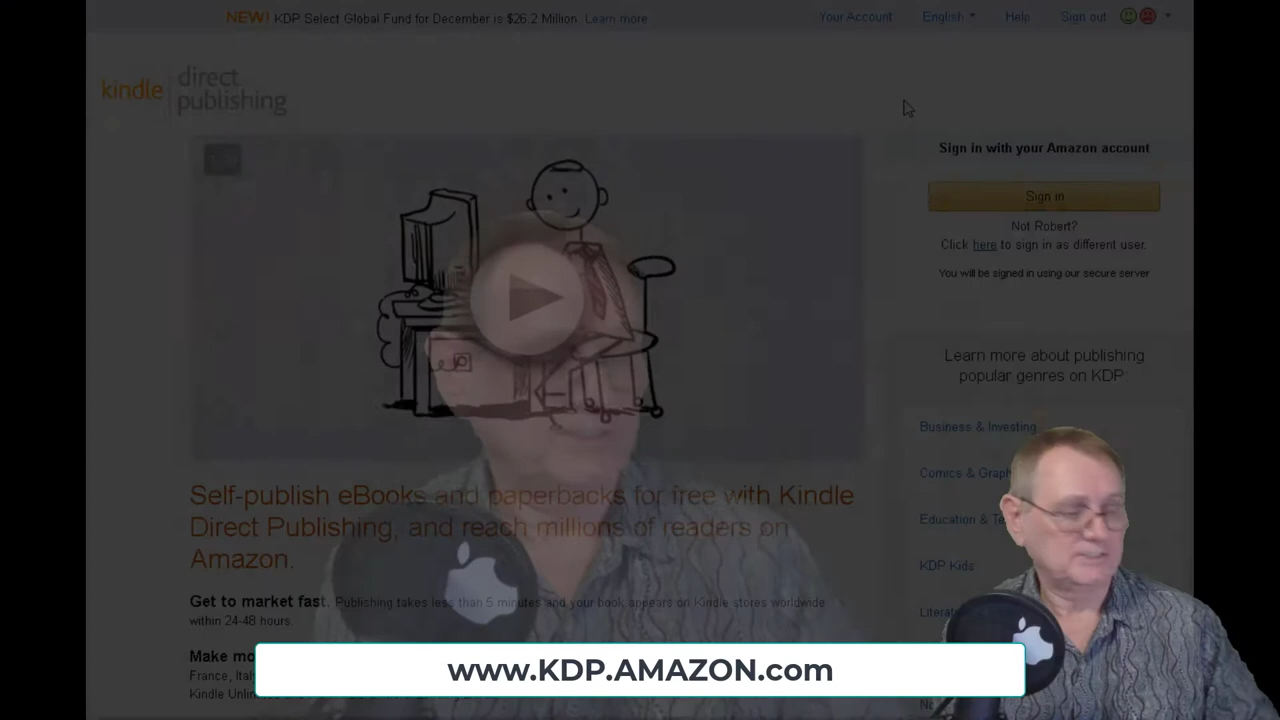 NEW! KDP Select Global Fund for December is $26.2 Million. Learn more
Your Account English Help Sign out
kindle direct publishing
Sign in with your Amazon account
Sign in
Not Robert?
Click here to sign in as different user.
You will be signed in using our secure server
Learn more about publishing
popular genres on KDP:
Business & Investing
Comics &
Education &
KDP Kids
Self-publish eBooks and paperbacks for free with Kindle
Direct Publishing, and reach millions of readers on
Amazon.
Get to market fast. Publishing takes less than 5 minutes and your book appears on Kindle stores worldwide
within 24-48 hours.
Make
France,
Kindle
www.KDP.AMAZON.com